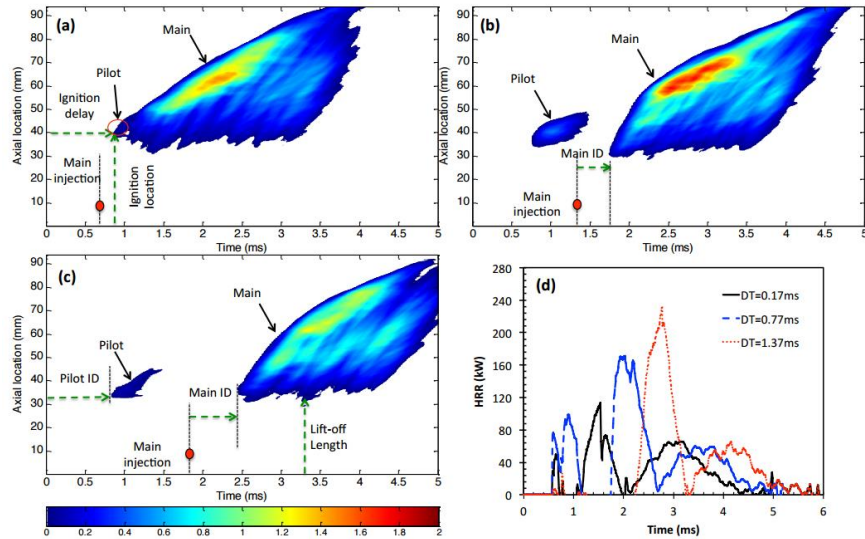 (a)
Main
Pilot
Ignition
delay
Main
injection
Ignition
location
Axial location (mm)
90
80
70
60
50
40
30
20
10
0 0.5 1 1.5 2 2.5 3 3.5 4 4.5 5
Time (ms)
(b)
Main
Pilot
Main ID
Main
injection
Axial location (mm)
90
80
70
60
50
40
30
20
10
0 0.5 1 1.5 2 2.5 3 3.5 4 4.5 5
Time (ms)
(c)
Main
Pilot
Pilot ID
Main ID
Main
injection
Lift-off
Length
Axial location (mm)
90
80
70
60
50
40
30
20
10
0 0.5 1 1.5 2 2.5 3 3.5 4 4.5 5
Time (ms)
0 0.2 0.4 0.6 0.8 1 1.2 1.4 1.6 1.8 2
(d)
DT=0.17ms
DT=0.77ms
DT=1.37ms
HRR (kW)
280
240
200
160
120
80
40
0
0 1 2 3 4 5 6
Time (ms)